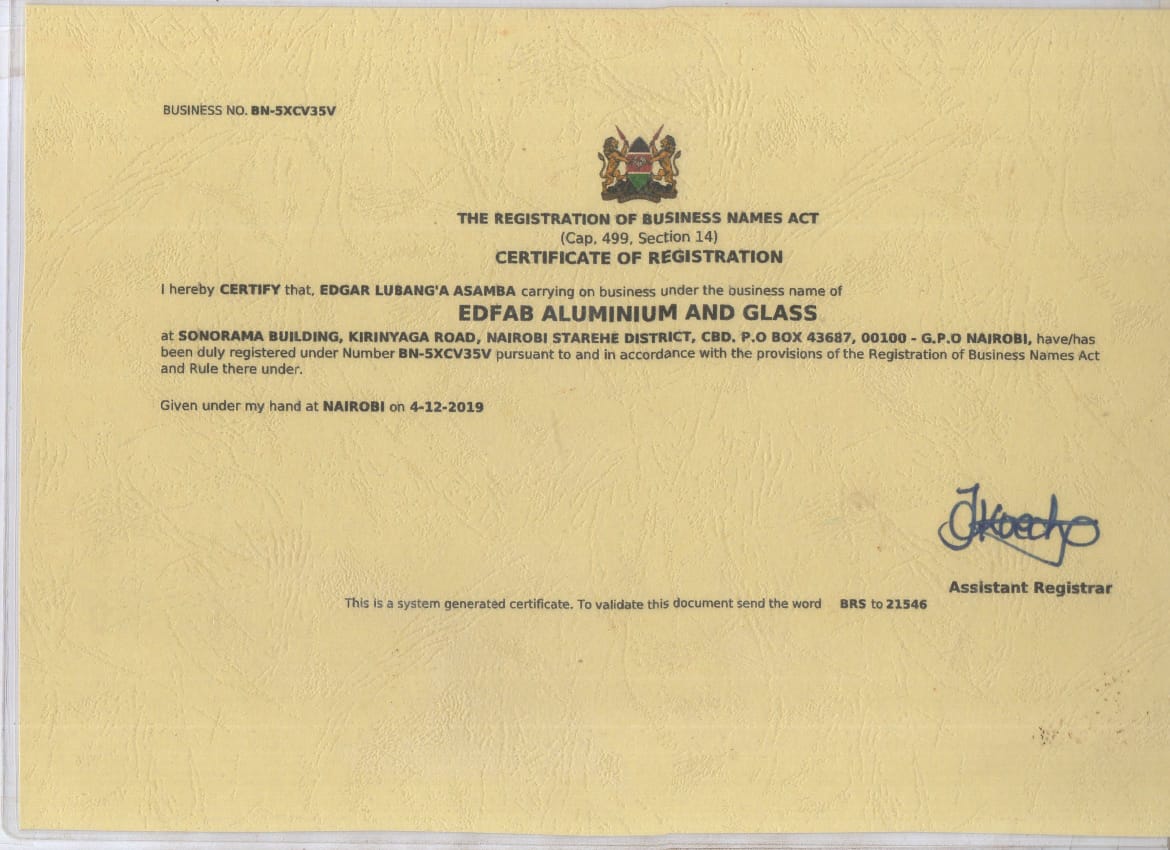 BUSINESS NO. BN-5XCV35V
THE REGISTRATION OF BUSINESS NAMES ACT
(Cap, 499, Section 14)
CERTIFICATE OF REGISTRATION
I hereby CERTIFY that, EDGAR LUBANG'A ASAMBA carrying on business under the business name of
EDFAB ALUMINIUM AND GLASS
at SONORAMA BUILDING, KIRINYAGA ROAD, NAIROBI STAREHE DISTRICT, CBD. P.O BOX 43687, 00100 - G.P.O NAIROBI, have/has
been duly registered under Number BN-5XCV35V pursuant to and in accordance with the provisions of the Registration of Business Names Act
and Rule there under.
Given under my hand at NAIROBI on 4-12-2019
Assistant Registrar
This is a system generated certificate. To validate this document send the word BRS to 21546